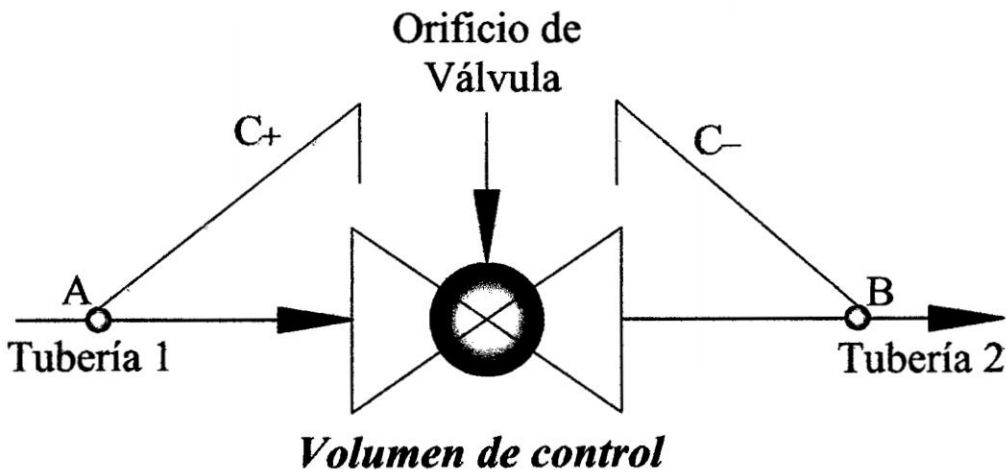 Orificio de
Válvula
C+
C–
A
B
Tubería 1
Tubería 2
Volumen de control